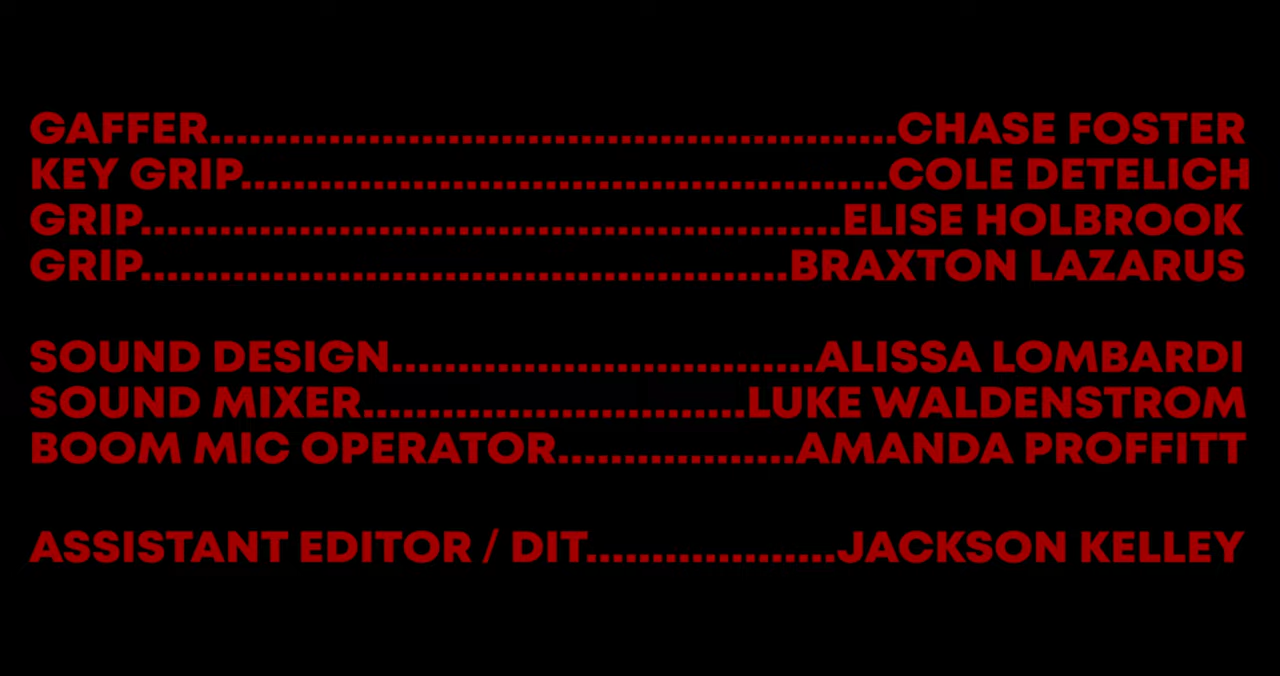 GAFFER....................................................CHASE FOSTER
KEY GRIP.................................................COLE DETELICH
GRIP.....................................................ELISE HOLBROOK
GRIP.................................................BRAXTON LAZARUS
SOUND DESIGN................................ALISSA LOMBARDI
SOUND MIXER.............................LUKE WALDENSTROM
BOOM MIC OPERATOR..................AMANDA PROFFITT
ASSISTANT EDITOR / DIT...................JACKSON KELLEY